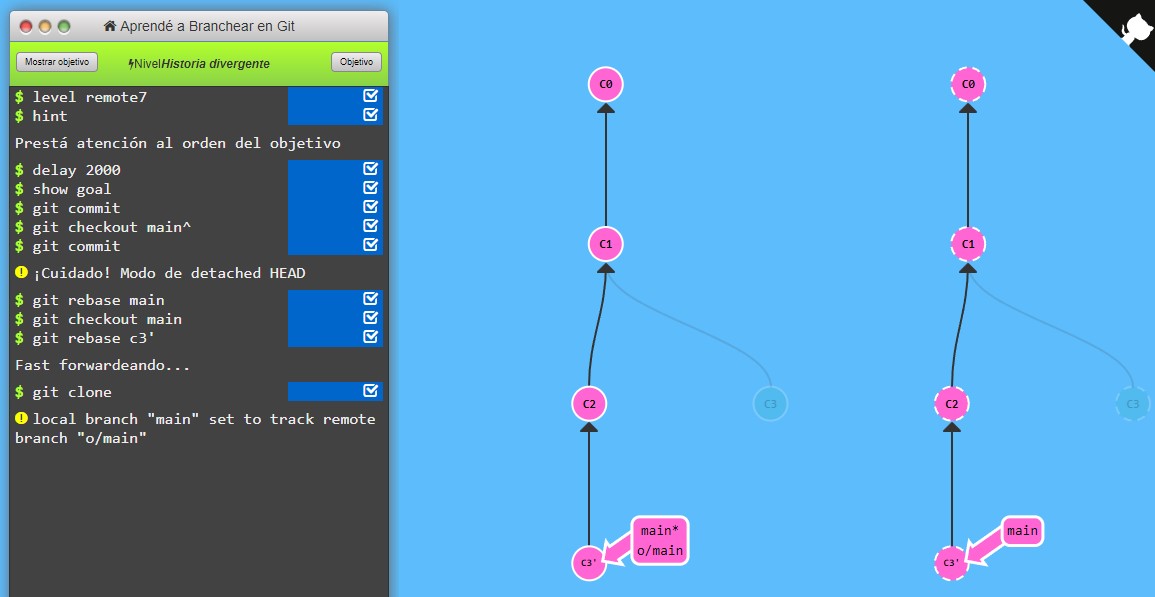 Aprendé a Branchear en Git
Mostrar objetivo
NivelHistoria divergente
Objetivo
$ level remote7
$ hint
Prestá atención al orden del objetivo
$ delay 2000
$ show goal
$ git commit
$ git checkout main^
$ git commit
¡Cuidado! Modo de detached HEAD
$ git rebase main
$ git checkout main
$ git rebase c3'
Fast forwardeando...
$ git clone
local branch "main" set to track remote
branch "o/main"
C0
C1
C2
C3
main*
o/main
C3'
C0
C1
C2
C3
main
C3'